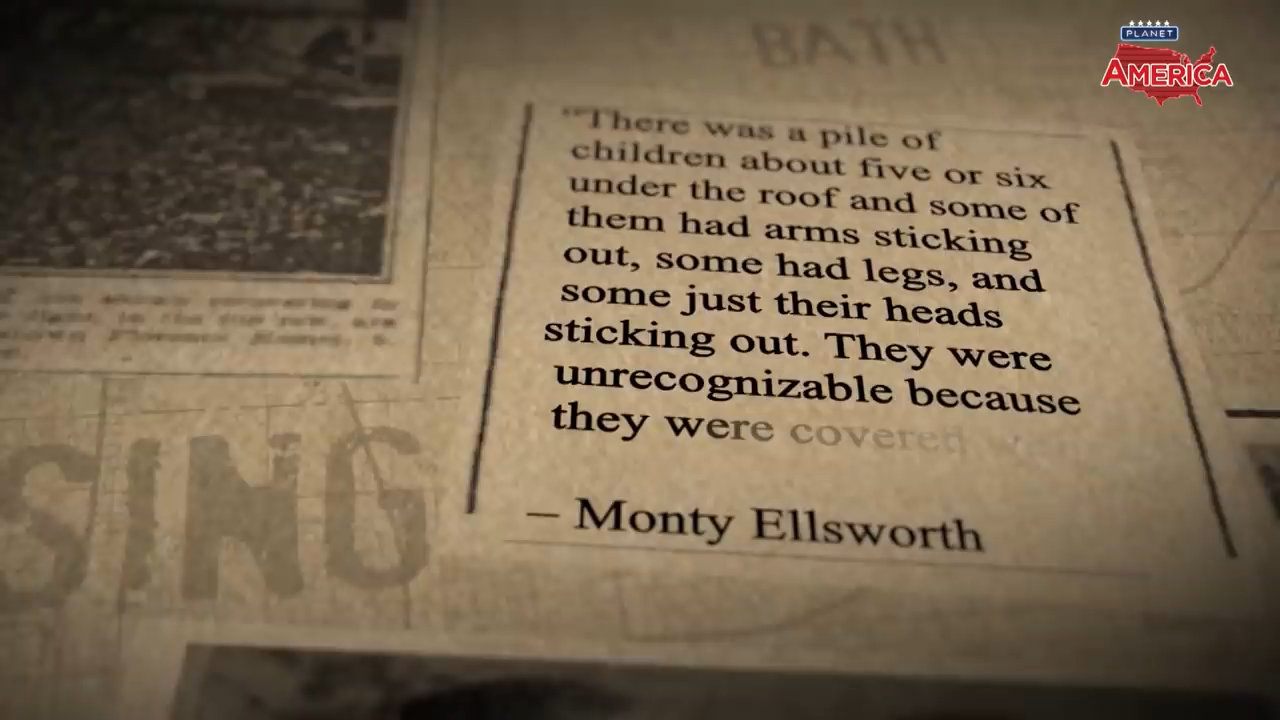 BATH
PLANET
AMERICA
"There was a pile of
children about five or six
under the roof and some of
them had arms sticking
out, some had legs, and
some just their heads
sticking out. They were
unrecognizable because
they were covered
– Monty Ellsworth
SING